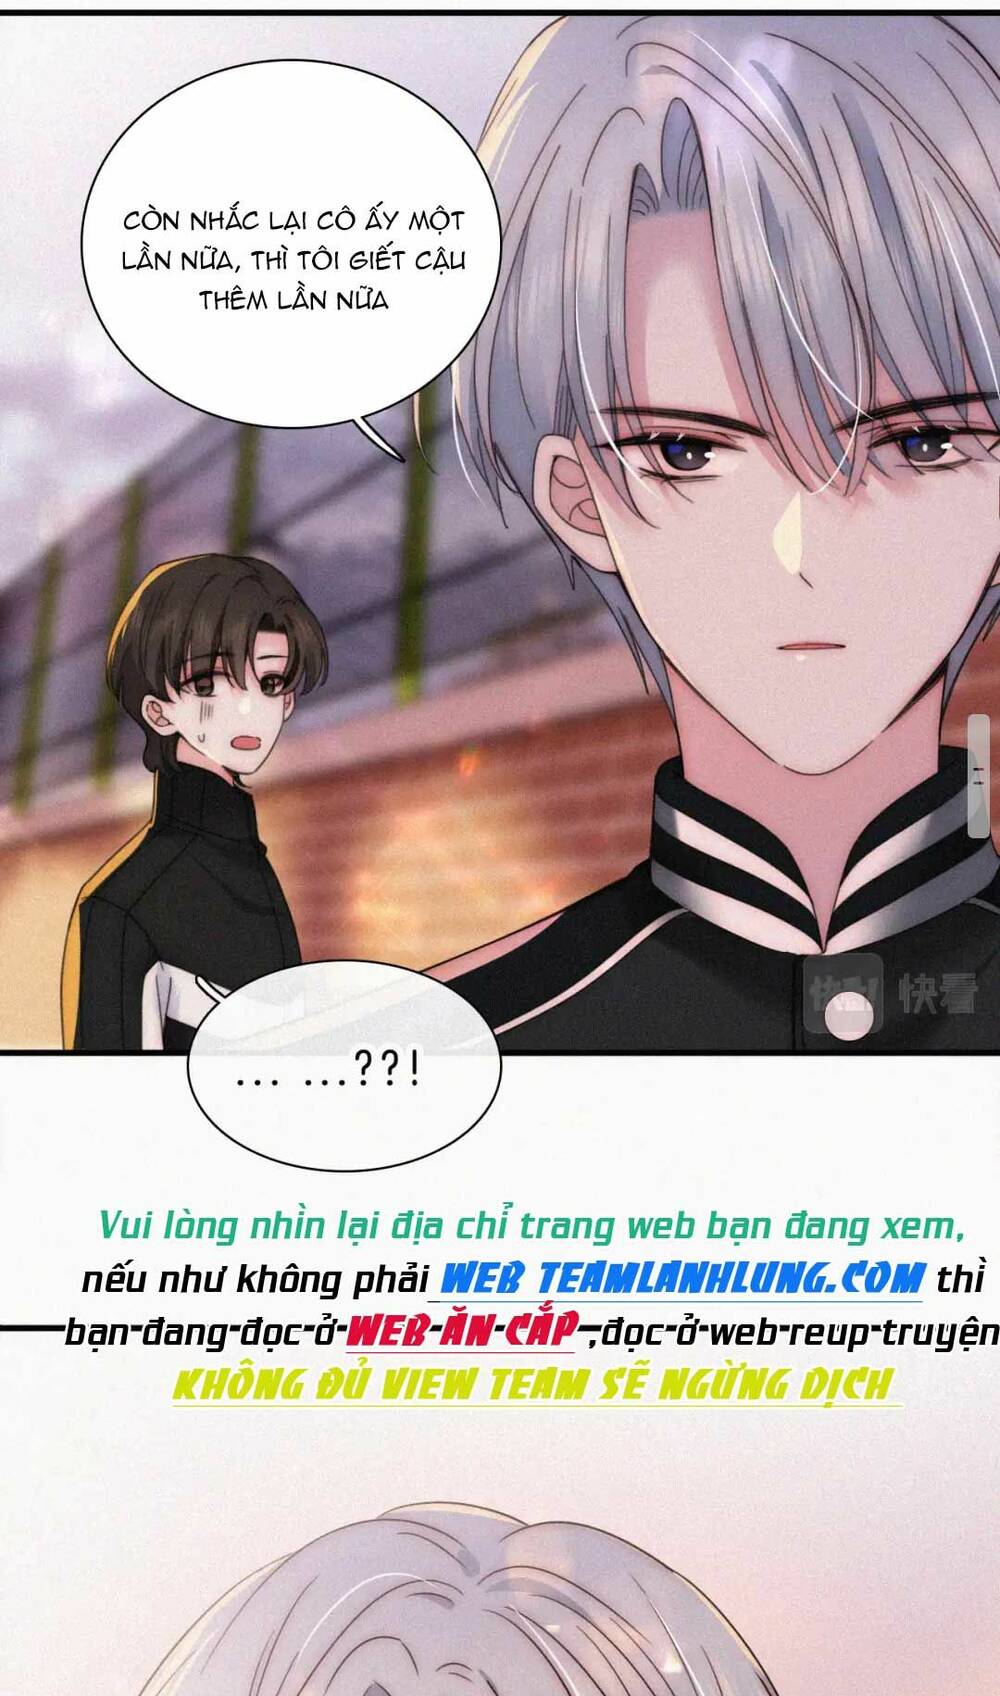 CÒN NHẮC LẠI CÔ ẤY MỘT
LẦN NỮA, THÌ TÔI GIẾT CẬU
THÊM LẦN NỮA
快看! 快看
... ...??!
Vui lòng nhìn lại địa chỉ trang web bạn đang xem,
nếu như không phải WEB TEAMLANHLUNG.COM thì
bạn đang đọc ở WEB ĂN CẮP ,đọc ở web reup truyện
KHÔNG ĐỦ VIEW TEAM SẼ NGỪNG DỊCH